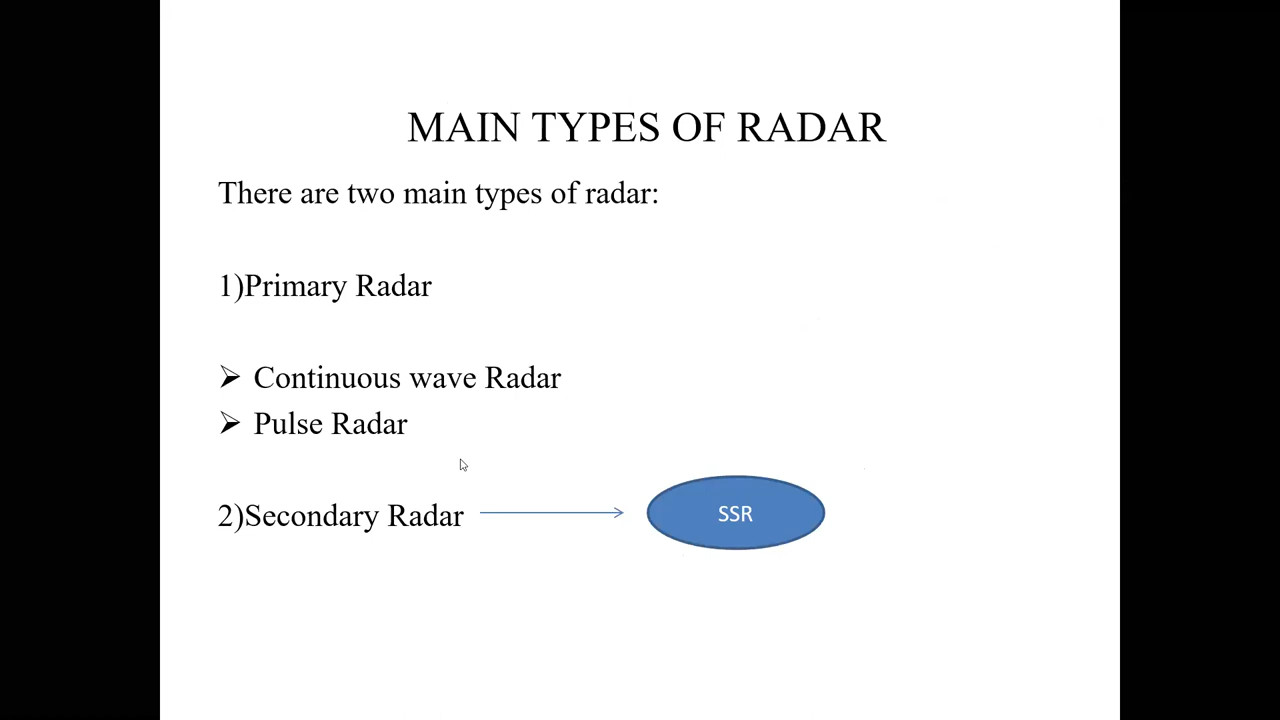 MAIN TYPES OF RADAR
There are two main types of radar:
1)Primary Radar
➢ Continuous wave Radar
➢ Pulse Radar
2)Secondary Radar
SSR